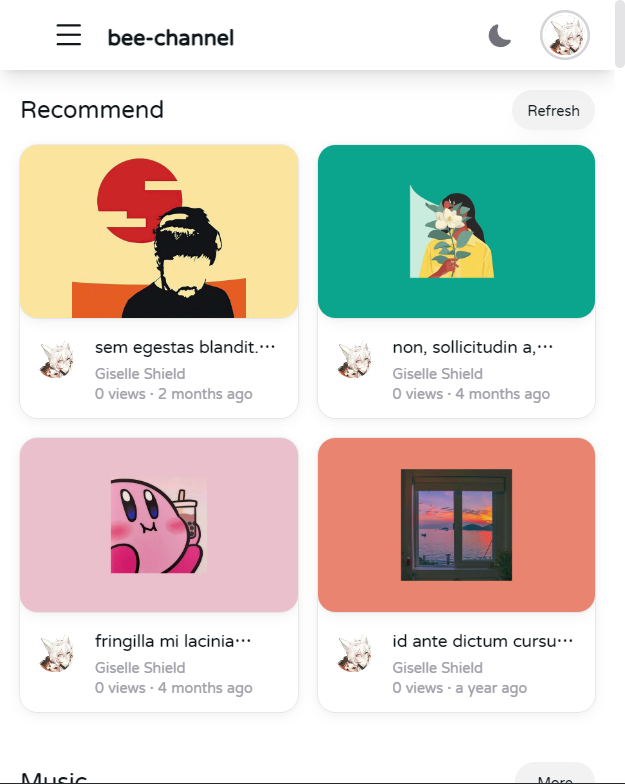 bee-channel
Recommend
Refresh
sem egestas blandit.···
Giselle Shield
0 views · 2 months ago
non, sollicitudin a,···
Giselle Shield
0 views · 4 months ago
fringilla mi lacinia···
Giselle Shield
0 views · 4 months ago
id ante dictum cursu···
Giselle Shield
0 views · a year ago
Music
More